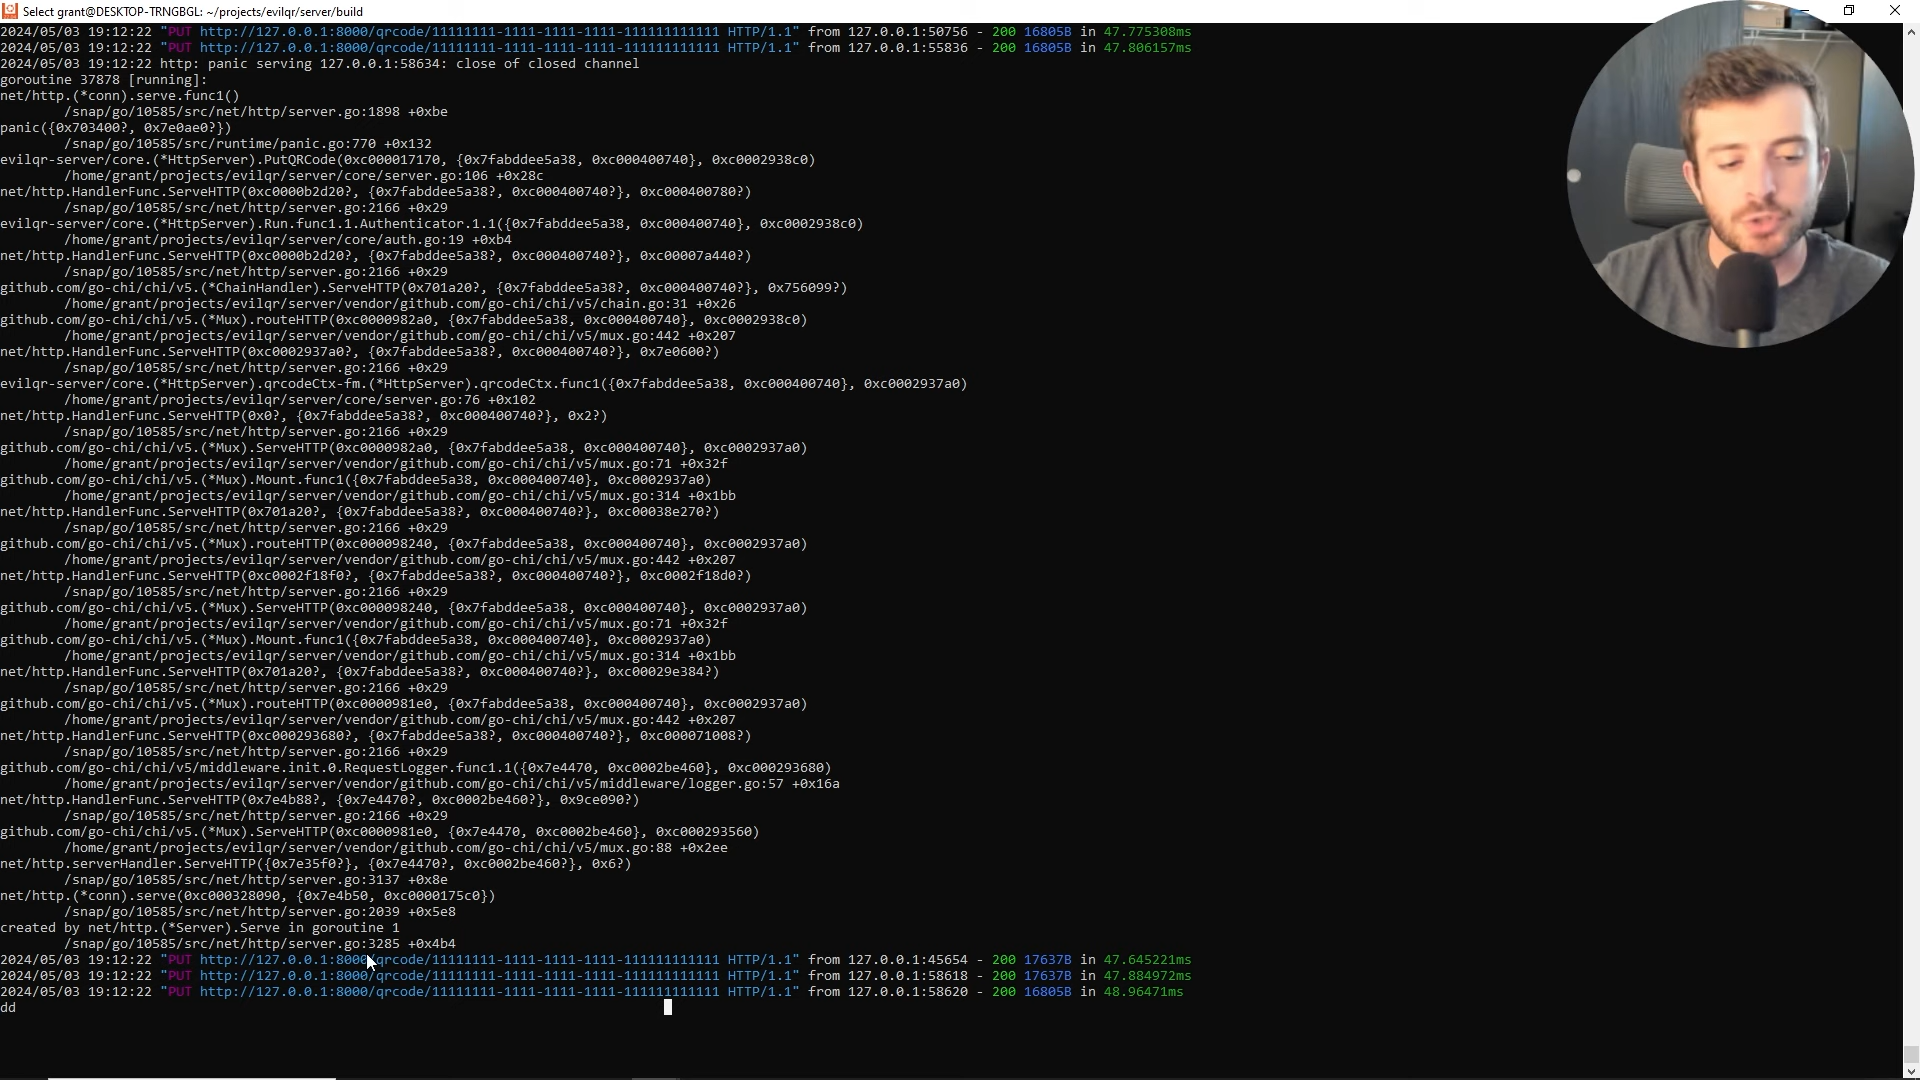 Select grant@DESKTOP-TRNGBGL: ~/projects/evilqr/server/build
2024/05/03 19:12:22 "PUT http://127.0.0.1:8000/qrcode/11111111-1111-1111-1111-111111111111 HTTP/1.1" from 127.0.0.1:50756 - 200 16805B in 47.775308ms
2024/05/03 19:12:22 "PUT http://127.0.0.1:8000/qrcode/11111111-1111-1111-1111-111111111111 HTTP/1.1" from 127.0.0.1:55836 - 200 16805B in 47.806157ms
2024/05/03 19:12:22 http: panic serving 127.0.0.1:58634: close of closed channel
goroutine 37878 [running]:
net/http.(*conn).serve.func1()
/snap/go/10585/src/net/http/server.go:1898 +0xbe
panic({0x703400?, 0x7e0ae0?})
/snap/go/10585/src/runtime/panic.go:770 +0x132
evilqr-server/core.(*HttpServer).PutQRCode(0xc000017170, {0x7fabddee5a38, 0xc000400740}, 0xc0002938c0)
/home/grant/projects/evilqr/server/core/server.go:106 +0x28c
net/http.HandlerFunc.ServeHTTP(0xc0000b2d20?, {0x7fabddee5a38?, 0xc000400740?}, 0xc000400780?)
/snap/go/10585/src/net/http/server.go:2166 +0x29
evilqr-server/core.(*HttpServer).Run.func1.1.Authenticator.1.1({0x7fabddee5a38, 0xc000400740}, 0xc0002938c0)
/home/grant/projects/evilqr/server/core/auth.go:19 +0xb4
net/http.HandlerFunc.ServeHTTP(0xc0000b2d20?, {0x7fabddee5a38?, 0xc000400740?}, 0xc00007a440?)
/snap/go/10585/src/net/http/server.go:2166 +0x29
github.com/go-chi/chi/v5.(*ChainHandler).ServeHTTP(0x701a20?, {0x7fabddee5a38?, 0xc000400740?}, 0x756099?)
/home/grant/projects/evilqr/server/vendor/github.com/go-chi/chi/v5/chain.go:31 +0x26
github.com/go-chi/chi/v5.(*Mux).routeHTTP(0xc0000982a0, {0x7fabddee5a38, 0xc000400740}, 0xc0002938c0)
/home/grant/projects/evilqr/server/vendor/github.com/go-chi/chi/v5/mux.go:442 +0x207
net/http.HandlerFunc.ServeHTTP(0xc0002937a0?, {0x7fabddee5a38?, 0xc000400740?}, 0x7e0600?)
/snap/go/10585/src/net/http/server.go:2166 +0x29
evilqr-server/core.(*HttpServer).qrcodeCtx-fm.(*HttpServer).qrcodeCtx.func1({0x7fabddee5a38, 0xc000400740}, 0xc0002937a0)
/home/grant/projects/evilqr/server/core/server.go:76 +0x102
net/http.HandlerFunc.ServeHTTP(0x0?, {0x7fabddee5a38?, 0xc000400740?}, 0x2?)
/snap/go/10585/src/net/http/server.go:2166 +0x29
github.com/go-chi/chi/v5.(*Mux).ServeHTTP(0xc0000982a0, {0x7fabddee5a38, 0xc000400740}, 0xc0002937a0)
/home/grant/projects/evilqr/server/vendor/github.com/go-chi/chi/v5/mux.go:71 +0x32f
github.com/go-chi/chi/v5.(*Mux).Mount.func1({0x7fabddee5a38, 0xc000400740}, 0xc0002937a0)
/home/grant/projects/evilqr/server/vendor/github.com/go-chi/chi/v5/mux.go:314 +0x1bb
net/http.HandlerFunc.ServeHTTP(0x701a20?, {0x7fabddee5a38?, 0xc000400740?}, 0xc00038e270?)
/snap/go/10585/src/net/http/server.go:2166 +0x29
github.com/go-chi/chi/v5.(*Mux).routeHTTP(0xc000098240, {0x7fabddee5a38, 0xc000400740}, 0xc0002937a0)
/home/grant/projects/evilqr/server/vendor/github.com/go-chi/chi/v5/mux.go:442 +0x207
net/http.HandlerFunc.ServeHTTP(0xc0002f18f0?, {0x7fabddee5a38?, 0xc000400740?}, 0xc0002f18d0?)
/snap/go/10585/src/net/http/server.go:2166 +0x29
github.com/go-chi/chi/v5.(*Mux).ServeHTTP(0xc000098240, {0x7fabddee5a38, 0xc000400740}, 0xc0002937a0)
/home/grant/projects/evilqr/server/vendor/github.com/go-chi/chi/v5/mux.go:71 +0x32f
github.com/go-chi/chi/v5.(*Mux).Mount.func1({0x7fabddee5a38, 0xc000400740}, 0xc0002937a0)
/home/grant/projects/evilqr/server/vendor/github.com/go-chi/chi/v5/mux.go:314 +0x1bb
net/http.HandlerFunc.ServeHTTP(0x701a20?, {0x7fabddee5a38?, 0xc000400740?}, 0xc00029e384?)
/snap/go/10585/src/net/http/server.go:2166 +0x29
github.com/go-chi/chi/v5.(*Mux).routeHTTP(0xc0000981e0, {0x7fabddee5a38, 0xc000400740}, 0xc0002937a0)
/home/grant/projects/evilqr/server/vendor/github.com/go-chi/chi/v5/mux.go:442 +0x207
net/http.HandlerFunc.ServeHTTP(0xc000293680?, {0x7fabddee5a38?, 0xc000400740?}, 0xc000071008?)
/snap/go/10585/src/net/http/server.go:2166 +0x29
github.com/go-chi/chi/v5/middleware.init.0.RequestLogger.func1.1({0x7e4470, 0xc0002be460}, 0xc000293680)
/home/grant/projects/evilqr/server/vendor/github.com/go-chi/chi/v5/middleware/logger.go:57 +0x16a
net/http.HandlerFunc.ServeHTTP(0x7e4b88?, {0x7e4470?, 0xc0002be460?}, 0x9ce090?)
/snap/go/10585/src/net/http/server.go:2166 +0x29
github.com/go-chi/chi/v5.(*Mux).ServeHTTP(0xc0000981e0, {0x7e4470, 0xc0002be460}, 0xc000293560)
/home/grant/projects/evilqr/server/vendor/github.com/go-chi/chi/v5/mux.go:88 +0x2ee
net/http.serverHandler.ServeHTTP({0x7e35f0?}, {0x7e4470?, 0xc0002be460?}, 0x6?)
/snap/go/10585/src/net/http/server.go:3137 +0x8e
net/http.(*conn).serve(0xc000328090, {0x7e4b50, 0xc0000175c0})
/snap/go/10585/src/net/http/server.go:2039 +0x5e8
created by net/http.(*Server).Serve in goroutine 1
/snap/go/10585/src/net/http/server.go:3285 +0x4b4
2024/05/03 19:12:22 "PUT http://127.0.0.1:8000/qrcode/11111111-1111-1111-1111-111111111111 HTTP/1.1" from 127.0.0.1:45654 - 200 17637B in 47.645221ms
2024/05/03 19:12:22 "PUT http://127.0.0.1:8000/qrcode/11111111-1111-1111-1111-111111111111 HTTP/1.1" from 127.0.0.1:58618 - 200 17637B in 47.884972ms
2024/05/03 19:12:22 "PUT http://127.0.0.1:8000/qrcode/11111111-1111-1111-1111-111111111111 HTTP/1.1" from 127.0.0.1:58620 - 200 16805B in 48.96471ms
dd